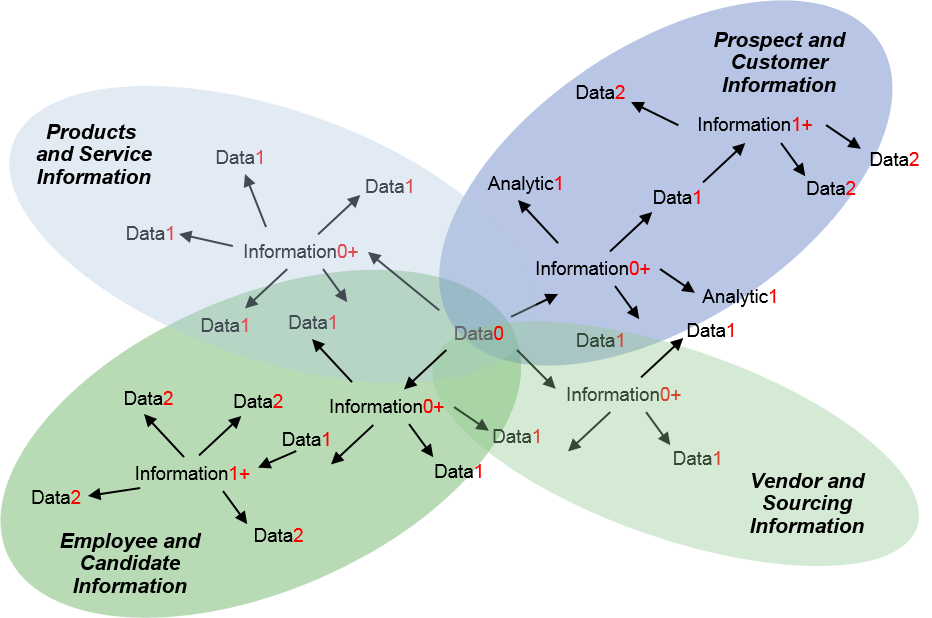 Prospect and
Customer
Information
Data2
Information1+
Data2
Data2
Products
and Service
Information
Data1
Data1
Analytic1
Data1
Data1
Information0+
Information0+
Analytic1
Data1
Data1
Data0
Data1
Data1
Information0+
Data2
Data2
Information0+
Data1
Data1
Data1
Information1+
Data1
Data2
Data2
Vendor and
Sourcing
Information
Employee and
Candidate
Information